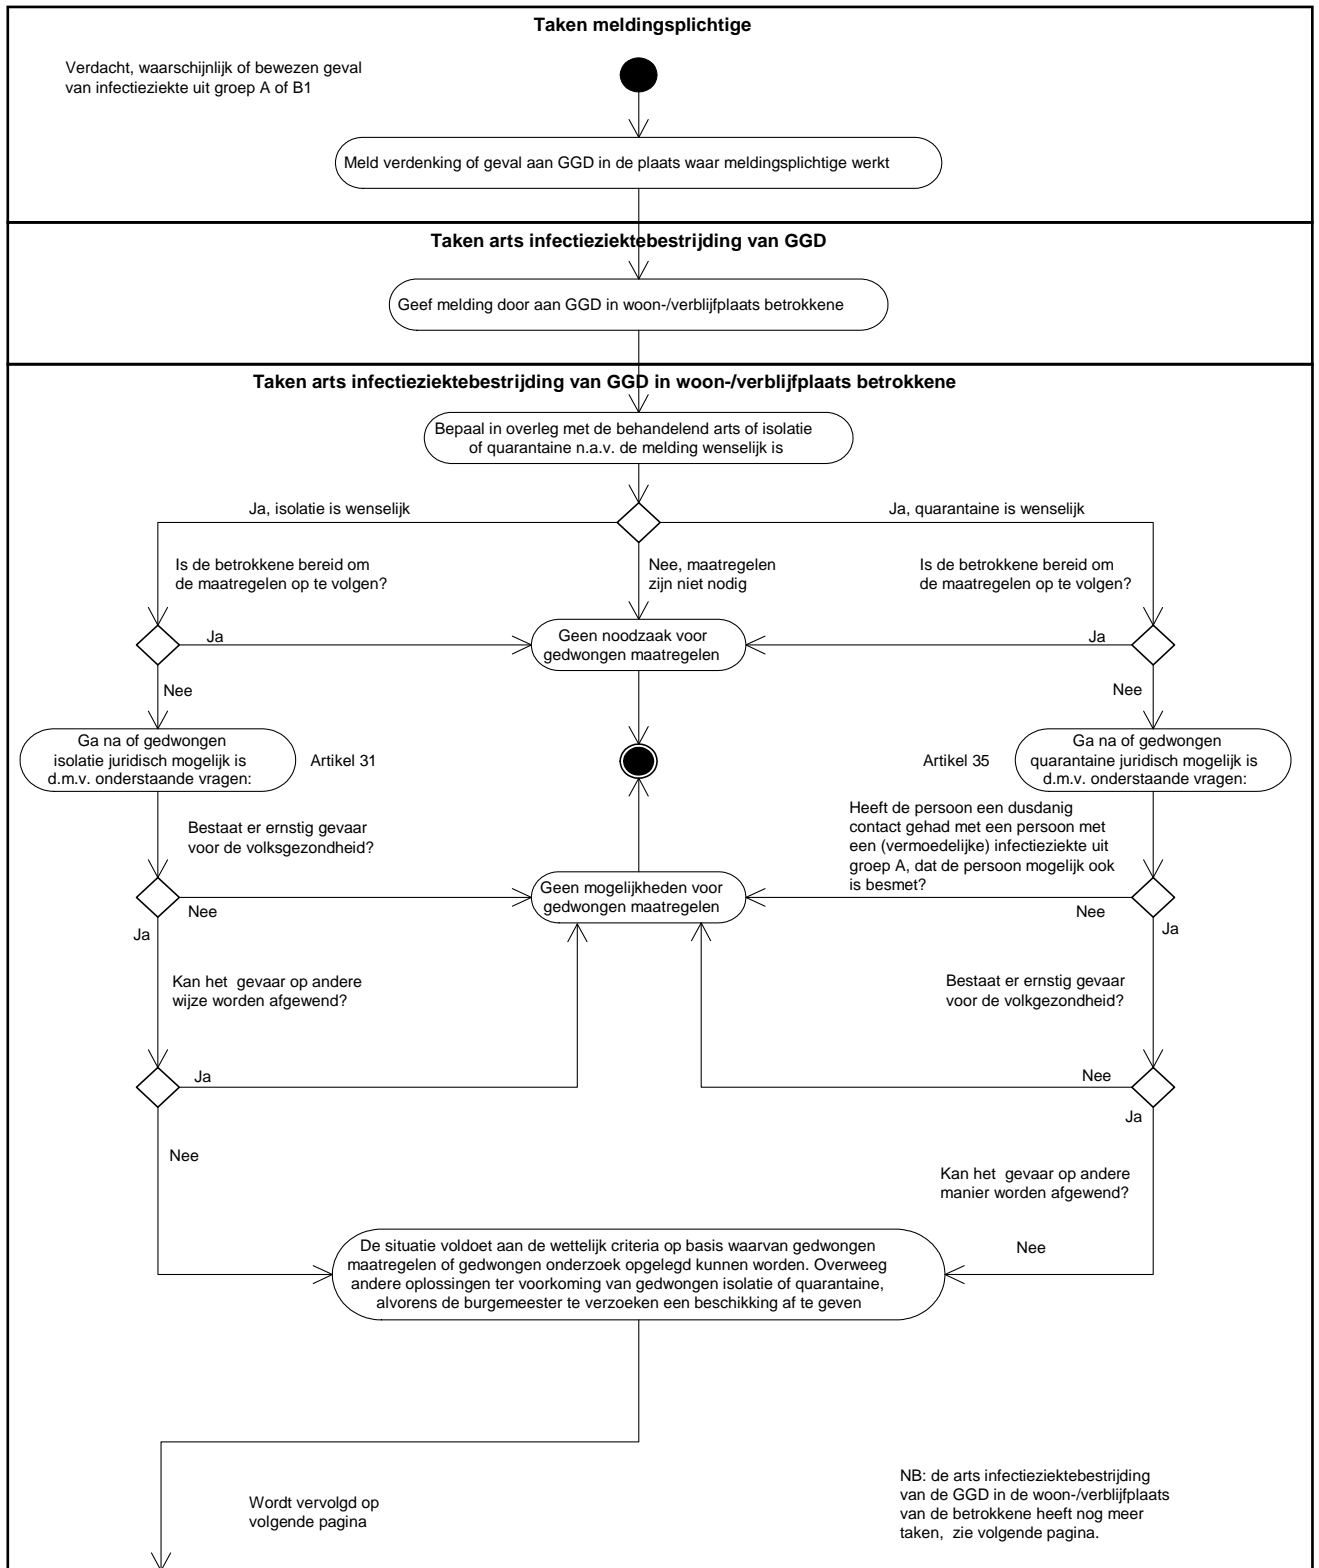 Taken meldingsplichtige
Verdacht, waarschijnlijk of bewezen geval
van infectieziekte uit groep A of B1
Meld verdenking of geval aan GGD in de plaats waar meldingsplichtige werkt
Taken arts infectieziektebestrijding van GGD
Geef melding door aan GGD in woon-/verblijfplaats betrokkene
Taken arts infectieziektebestrijding van GGD in woon-/verblijfplaats betrokkene
Bepaal in overleg met de behandelend arts of isolatie
of quarantaine n.a.v. de melding wenselijk is
Ja, isolatie is wenselijk
Ja, quarantaine is wenselijk
Is de betrokkene bereid om
de maatregelen op te volgen?
Nee, maatregelen
zijn niet nodig
Is de betrokkene bereid om
de maatregelen op te volgen?
Ja
Geen noodzaak voor
gedwongen maatregelen
Ja
Nee
Nee
Ga na of gedwongen
isolatie juridisch mogelijk is
d.m.v. onderstaande vragen:
Artikel 31
Artikel 35
Ga na of gedwongen
quarantaine juridisch mogelijk is
d.m.v. onderstaande vragen:
Bestaat er ernstig gevaar
voor de volksgezondheid?
Heeft de persoon een dusdanig
contact gehad met een persoon met
een (vermoedelijke) infectieziekte uit
groep A, dat de persoon mogelijk ook
is besmet?
Geen mogelijkheden voor
gedwongen maatregelen
Nee
Nee
Ja
Ja
Kan het  gevaar op andere
wijze worden afgewend?
Bestaat er ernstig gevaar
voor de volkgezondheid?
Ja
Nee
Ja
Nee
Kan het  gevaar op andere
manier worden afgewend?
De situatie voldoet aan de wettelijk criteria op basis waarvan gedwongen
maatregelen of gedwongen onderzoek opgelegd kunnen worden. Overweeg
andere oplossingen ter voorkoming van gedwongen isolatie of quarantaine,
alvorens de burgemeester te verzoeken een beschikking af te geven
Nee
Wordt vervolgd op
volgende pagina
NB: de arts infectieziektebestrijding
van de GGD in de woon-/verblijfplaats
van de betrokkene heeft nog meer
taken,  zie volgende pagina.